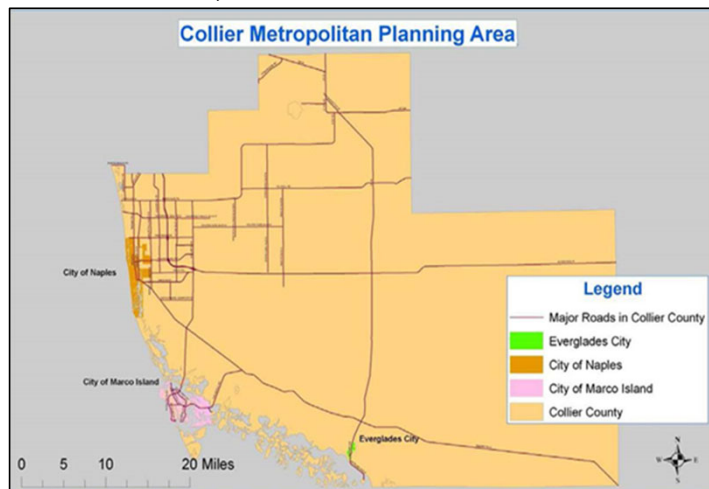 Collier Metropolitan Planning Area
City of Naples
City of Marco Island
Everglades City
Legend
Major Roads in Collier County
Everglades City
City of Naples
City of Marco Island
Collier County
0 5 10 20 Miles
N
W E
S